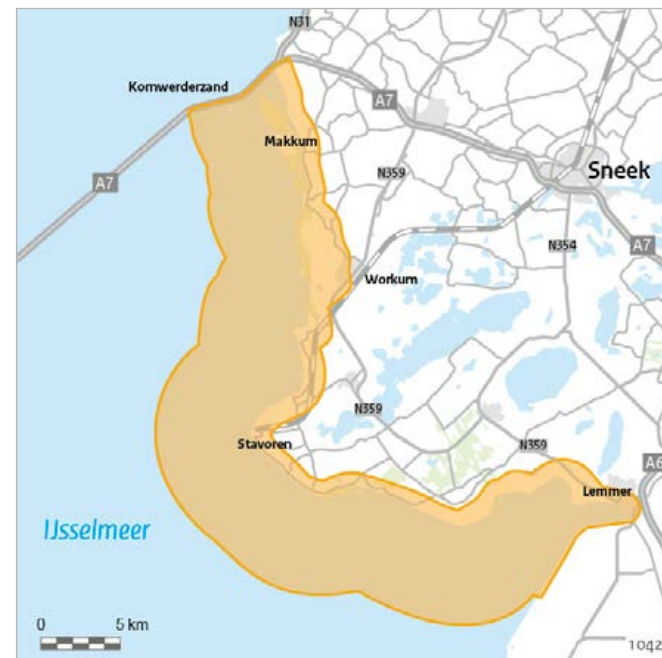 N31
Kornwerderzand
A7
Makkum
Sneek
A7
N359
N354
A7
Workum
N359
Stavoren
N359
A6
Lemmer
IJsselmeer
0 5 km
1042